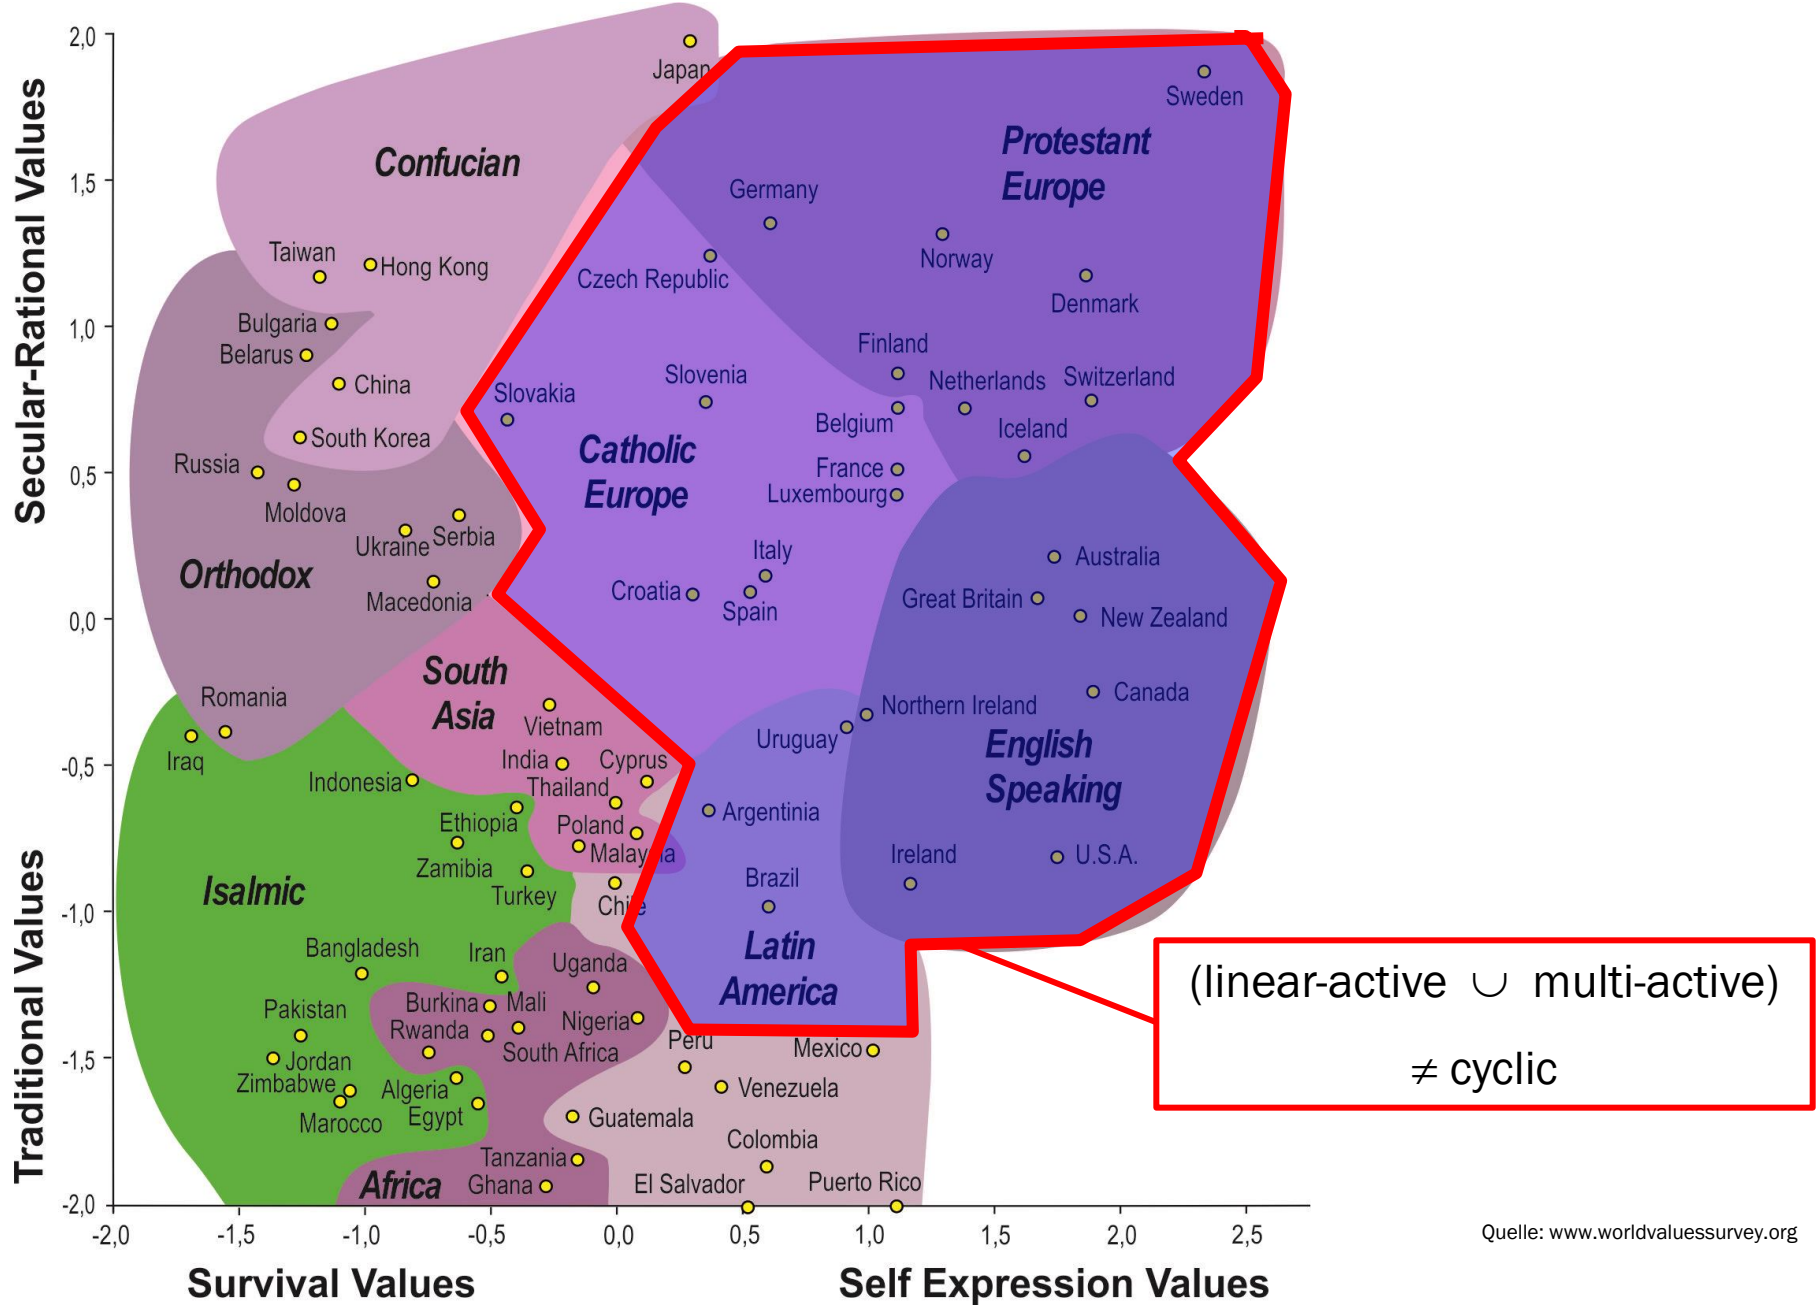 Secular-Rational Values
Traditional Values
2,0
1,5
1,0
0,5
0,0
-0,5
-1,0
-1,5
-2,0
Japan
Sweden
Protestant
Europe
Confucian
Germany
Taiwan
Hong Kong
Czech Republic
Norway
Denmark
Bulgaria
Belarus
China
Finland
Slovenia
Netherlands
Switzerland
Slovakia
Belgium
Iceland
South Korea
Catholic
Europe
Russia
France
Luxembourg
Moldova
Ukraine
Serbia
Italy
Australia
Orthodox
Macedonia
Croatia
Spain
Great Britain
New Zealand
South
Asia
Romania
Canada
Northern Ireland
Vietnam
Uruguay
English
Speaking
Iraq
India
Cyprus
Indonesia
Thailand
Ethiopia
Poland
Argentinia
Malaysia
Zamibia
Ireland
U.S.A.
Isalmic
Turkey
Brazil
Chile
Latin
America
Bangladesh
Iran
Uganda
Burkina
Mali
Pakistan
Rwanda
Nigeria
South Africa
Peru
Mexico
Jordan
Zimbabwe
Algeria
Venezuela
Marocco
Egypt
Guatemala
Colombia
Tanzania
Africa
Ghana
El Salvador
Puerto Rico
(linear-active ∪ multi-active)
≠ cyclic
-2,0
-1,5
-1,0
-0,5
0,0
0,5
1,0
1,5
2,0
2,5
Quelle: www.worldvaluessurvey.org
Survival Values
Self Expression Values